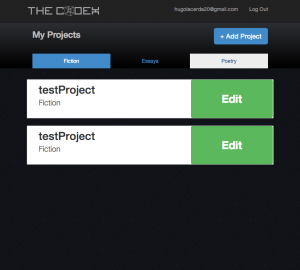 THE CODEX
hugolacerda20@gmail.com Log Out
My Projects
+ Add Project
Fiction Essays Poetry
testProject
Fiction
Edit
testProject
Fiction
Edit